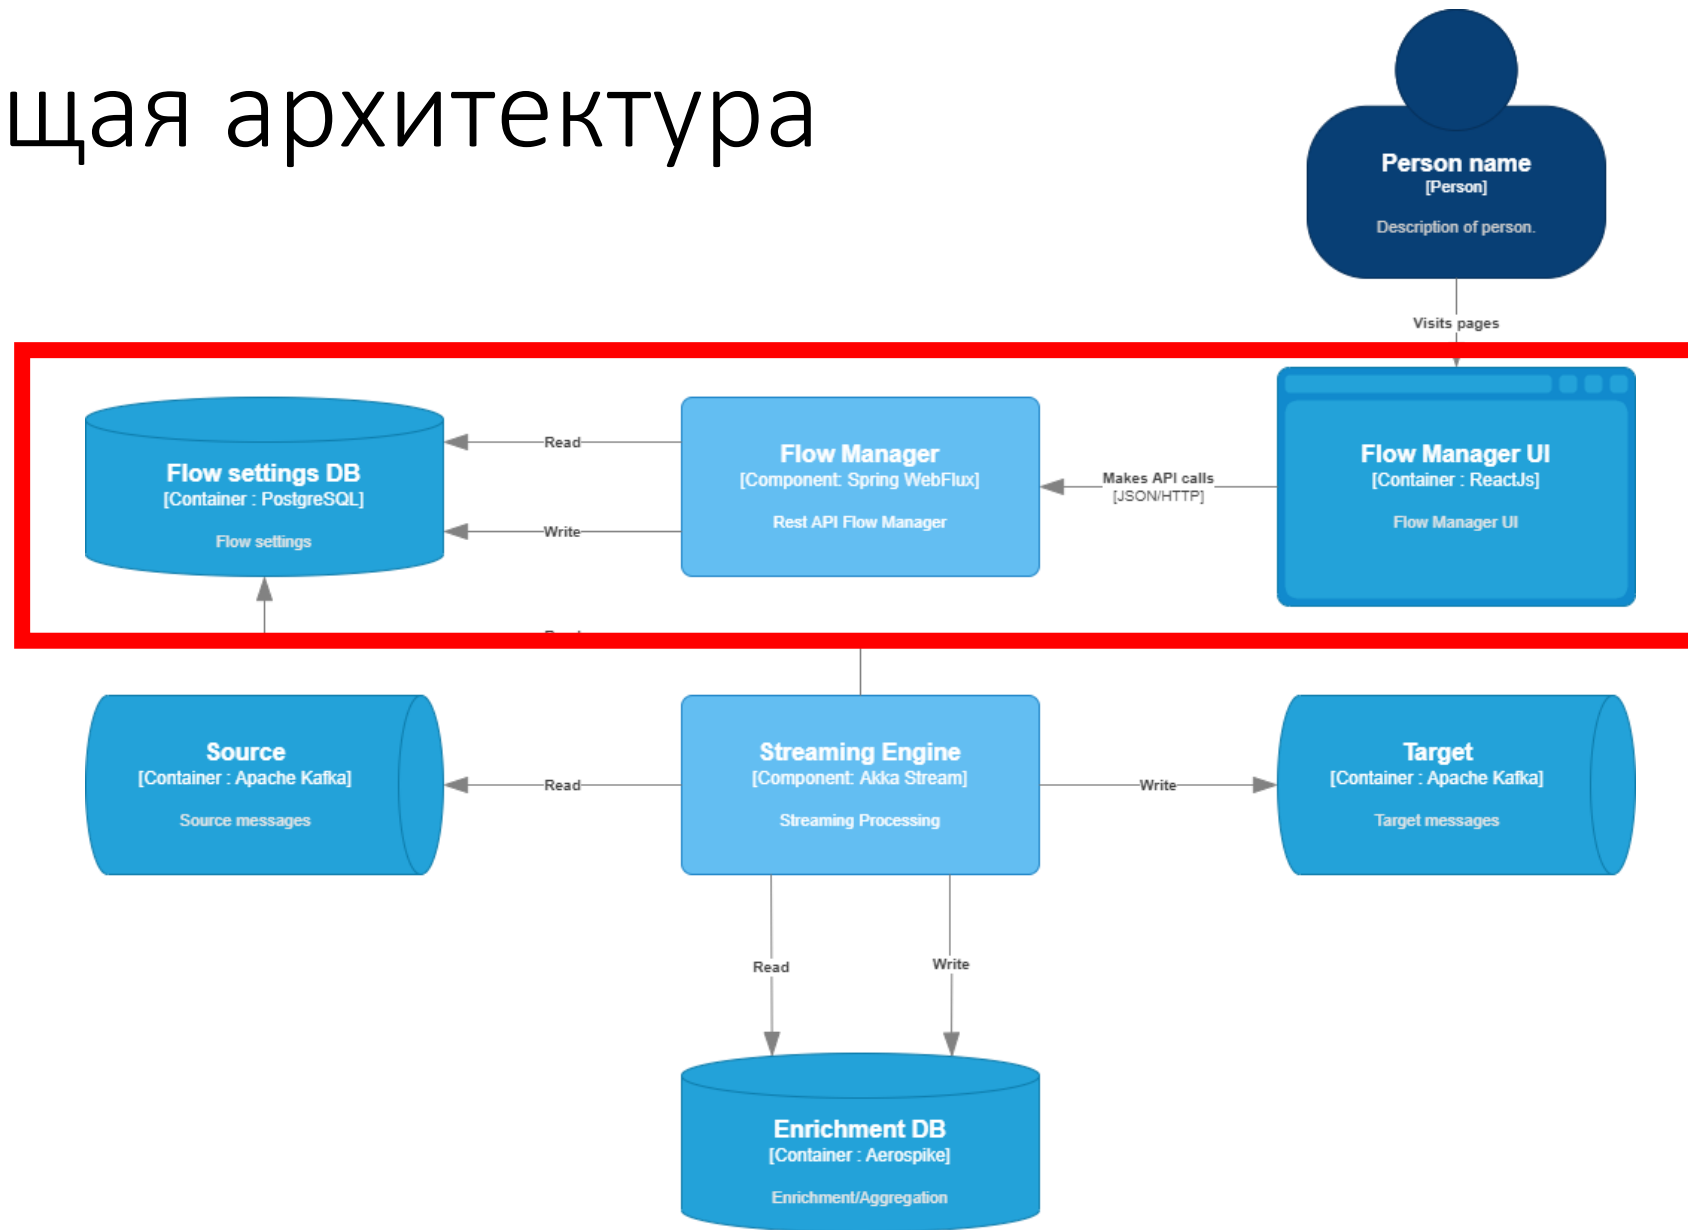 щая архитектура
Person name
[Person]
Description of person.
Visits pages
Flow settings DB
[Container : PostgreSQL]
Flow settings
Read
Write
Flow Manager
[Component: Spring WebFlux]
Rest API Flow Manager
Makes API calls
[JSON/HTTP]
Flow Manager UI
[Container : ReactJs]
Flow Manager UI
Source
[Container : Apache Kafka]
Source messages
Read
Streaming Engine
[Component: Akka Stream]
Streaming Processing
Write
Target
[Container : Apache Kafka]
Target messages
Read
Write
Enrichment DB
[Container : Aerospike]
Enrichment/Aggregation